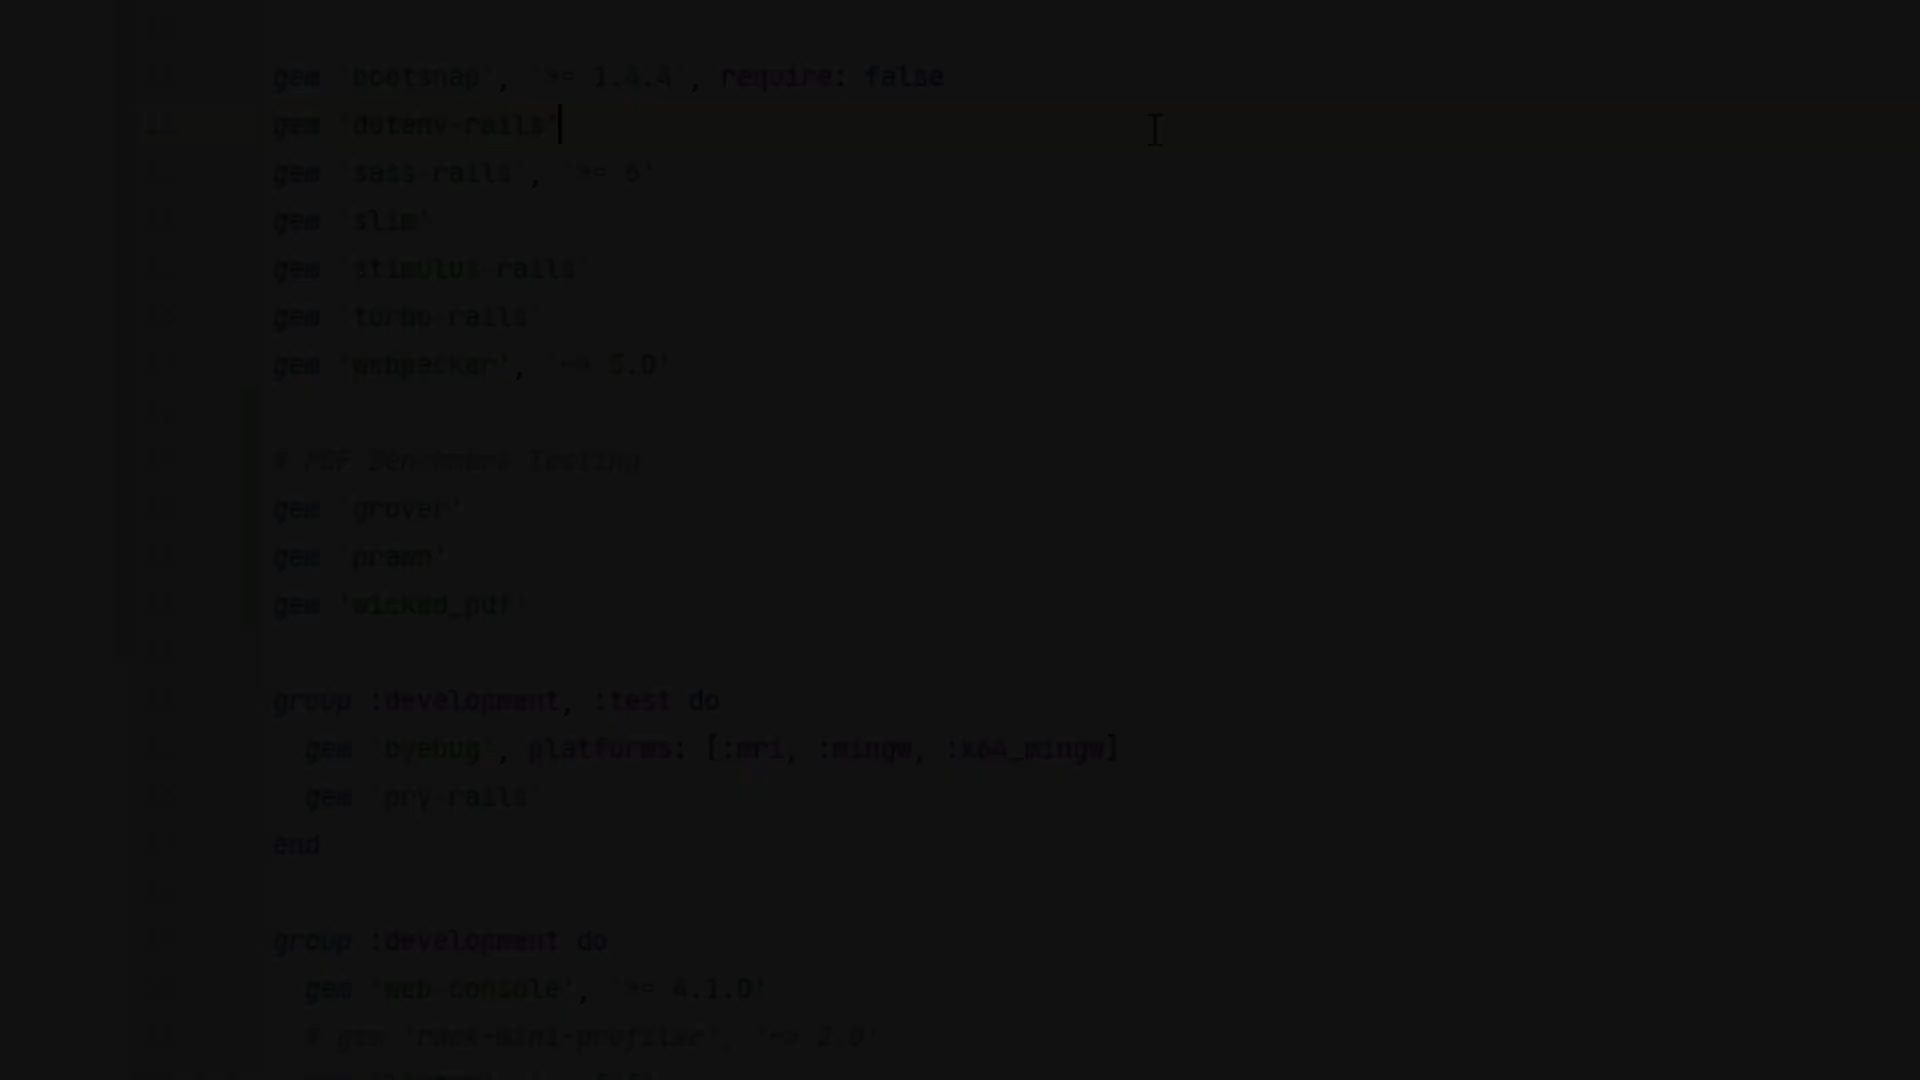 gem 'bootsnap', '>= 1.4.4', require: false
gem 'dotenv-rails'
gem 'sass-rails', '>= 6'
gem 'slim'
gem 'stimulus-rails'
gem 'turbo-rails'
gem 'webpacker', '~> 5.0'
# PDF Benchmark Testing
gem 'grover'
gem 'prawn'
gem 'wicked_pdf'
group :development, :test do
gem 'byebug', platforms: [:mri, :mingw, :x64_mingw]
gem 'pry-rails'
end
group :development do
gem 'web-console', '>= 4.1.0'
# gem 'rack-mini-profiler', '~> 2.0'